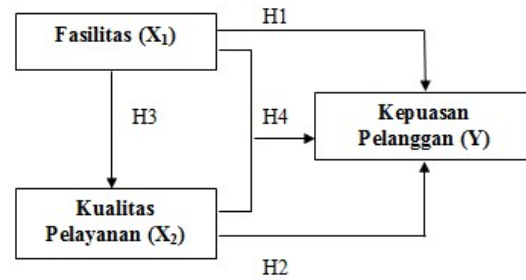 H1
Fasilitas (X₁)
H3
H4
Kepuasan
Pelanggan (Y)
Kualitas
Pelayanan (X₂)
H2